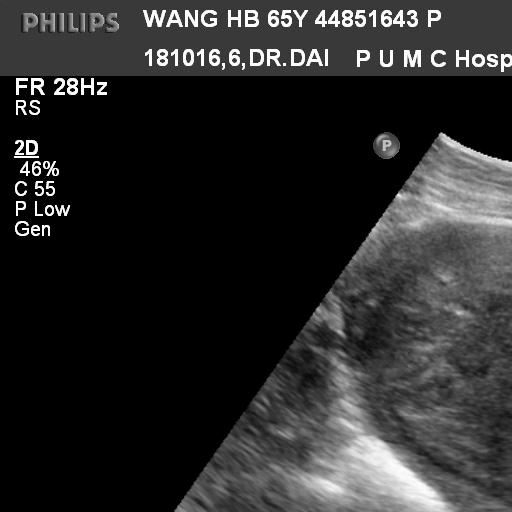 PHILIPS
WANG HB 65Y 44851643 P
181016,6,DR.DAI P U M C Hosp
FR 28Hz
RS
P
2D
46%
C 55
P Low
Gen